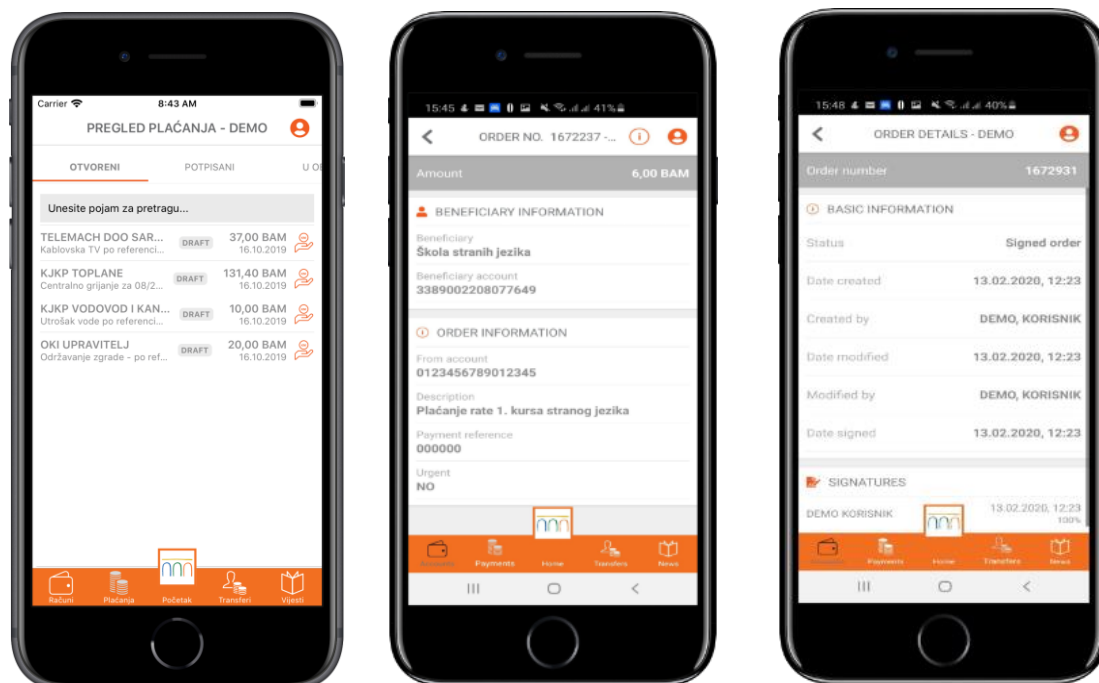 Carrier
8:43 AM
PREGLED PLAĆANJA - DEMO
OTVORENI
POTPISANI
U O
Unesite pojam za pretragu...
TELEMACH DOO SAR...
DRAFT
37,00 BAM
Kablovska TV po referenci...
16.10.2019
KJKP TOPLANE
DRAFT
131,40 BAM
Centralno grijanje za 08/2...
16.10.2019
KJKP VODOVOD I KAN...
DRAFT
10,00 BAM
Utrošak vode po referenci...
16.10.2019
OKI UPRAVITELJ
DRAFT
20,00 BAM
Održavanje zgrade - po ref...
16.10.2019
Računi
Plaćanja
Početak
Transferi
Vijesti
15:45
41%
ORDER NO. 1672237 -...
Amount
6,00 BAM
BENEFICIARY INFORMATION
Beneficiary
Škola stranih jezika
Beneficiary account
3389002208077649
ORDER INFORMATION
From account
0123456789012345
Description
Plaćanje rate 1. kursa stranog jezika
Payment reference
000000
Urgent
NO
Accounts
Payments
Home
Transfers
News
15:48
40%
ORDER DETAILS - DEMO
Order number
1672931
BASIC INFORMATION
Status
Signed order
Date created
13.02.2020, 12:23
Created by
DEMO, KORISNIK
Date modified
13.02.2020, 12:23
Modified by
DEMO, KORISNIK
Date signed
13.02.2020, 12:23
SIGNATURES
DEMO KORISNIK
13.02.2020, 12:23
100%
Accounts
Payments
Home
Transfers
News